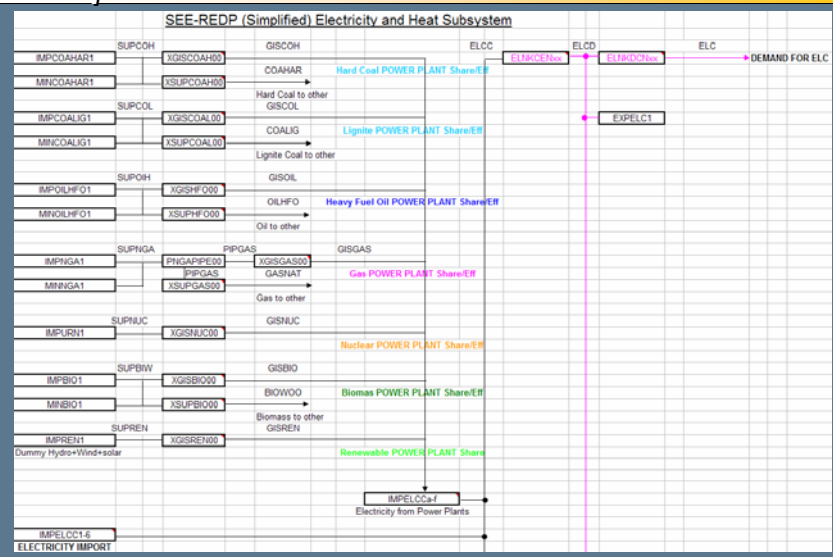 SEE-REDP (Simplified) Electricity and Heat Subsystem
SUPCOH GISCOH ELCC ELCD ELC
IMPCOAHAR1 XGISCOAH00 ELNKCENxx ELNKDCNxx DEMAND FOR ELC
COAHAR Hard Coal POWER PLANT Share/Eff
MINCOAHAR1 XSUPCOAH00
Hard Coal to other
SUPCOL GISCOL
IMPCOALIG1 XGISCOAL00 EXPELC1
COALIG Lignite POWER PLANT Share/Eff
MINCOALIG1 XSUPCOAL00
Lignite Coal to other
SUPOIH GISOIL
IMPOILHFO1 XGISHFO00
OILHFO Heavy Fuel Oil POWER PLANT Share/Eff
MINOILHFO1 XSUPHFO00
Oil to other
SUPNGA PIPGAS GISGAS
IMPNGA1 PNGAPIPE00 XGISGAS00
PIPGAS GASNAT Gas POWER PLANT Share/Eff
MINNGA1 XSUPGAS00
Gas to other
SUPNUC GISNUC
IMPURN1 XGISNUC00
Nuclear POWER PLANT Share/Eff
SUPBIW GISBIO
IMPBIO1 XGISBIO00
BIOWOO Biomas POWER PLANT Share/Eff
MINBIO1 XSUPBIO00
Biomass to other
SUPREN GISREN
IMPREN1 XGISREN00
Dummy Hydro+Wind+solar Renewable POWER PLANT Share
IMPELCCa-f
Electricity from Power Plants
IMPELCC1-6
ELECTRICITY IMPORT